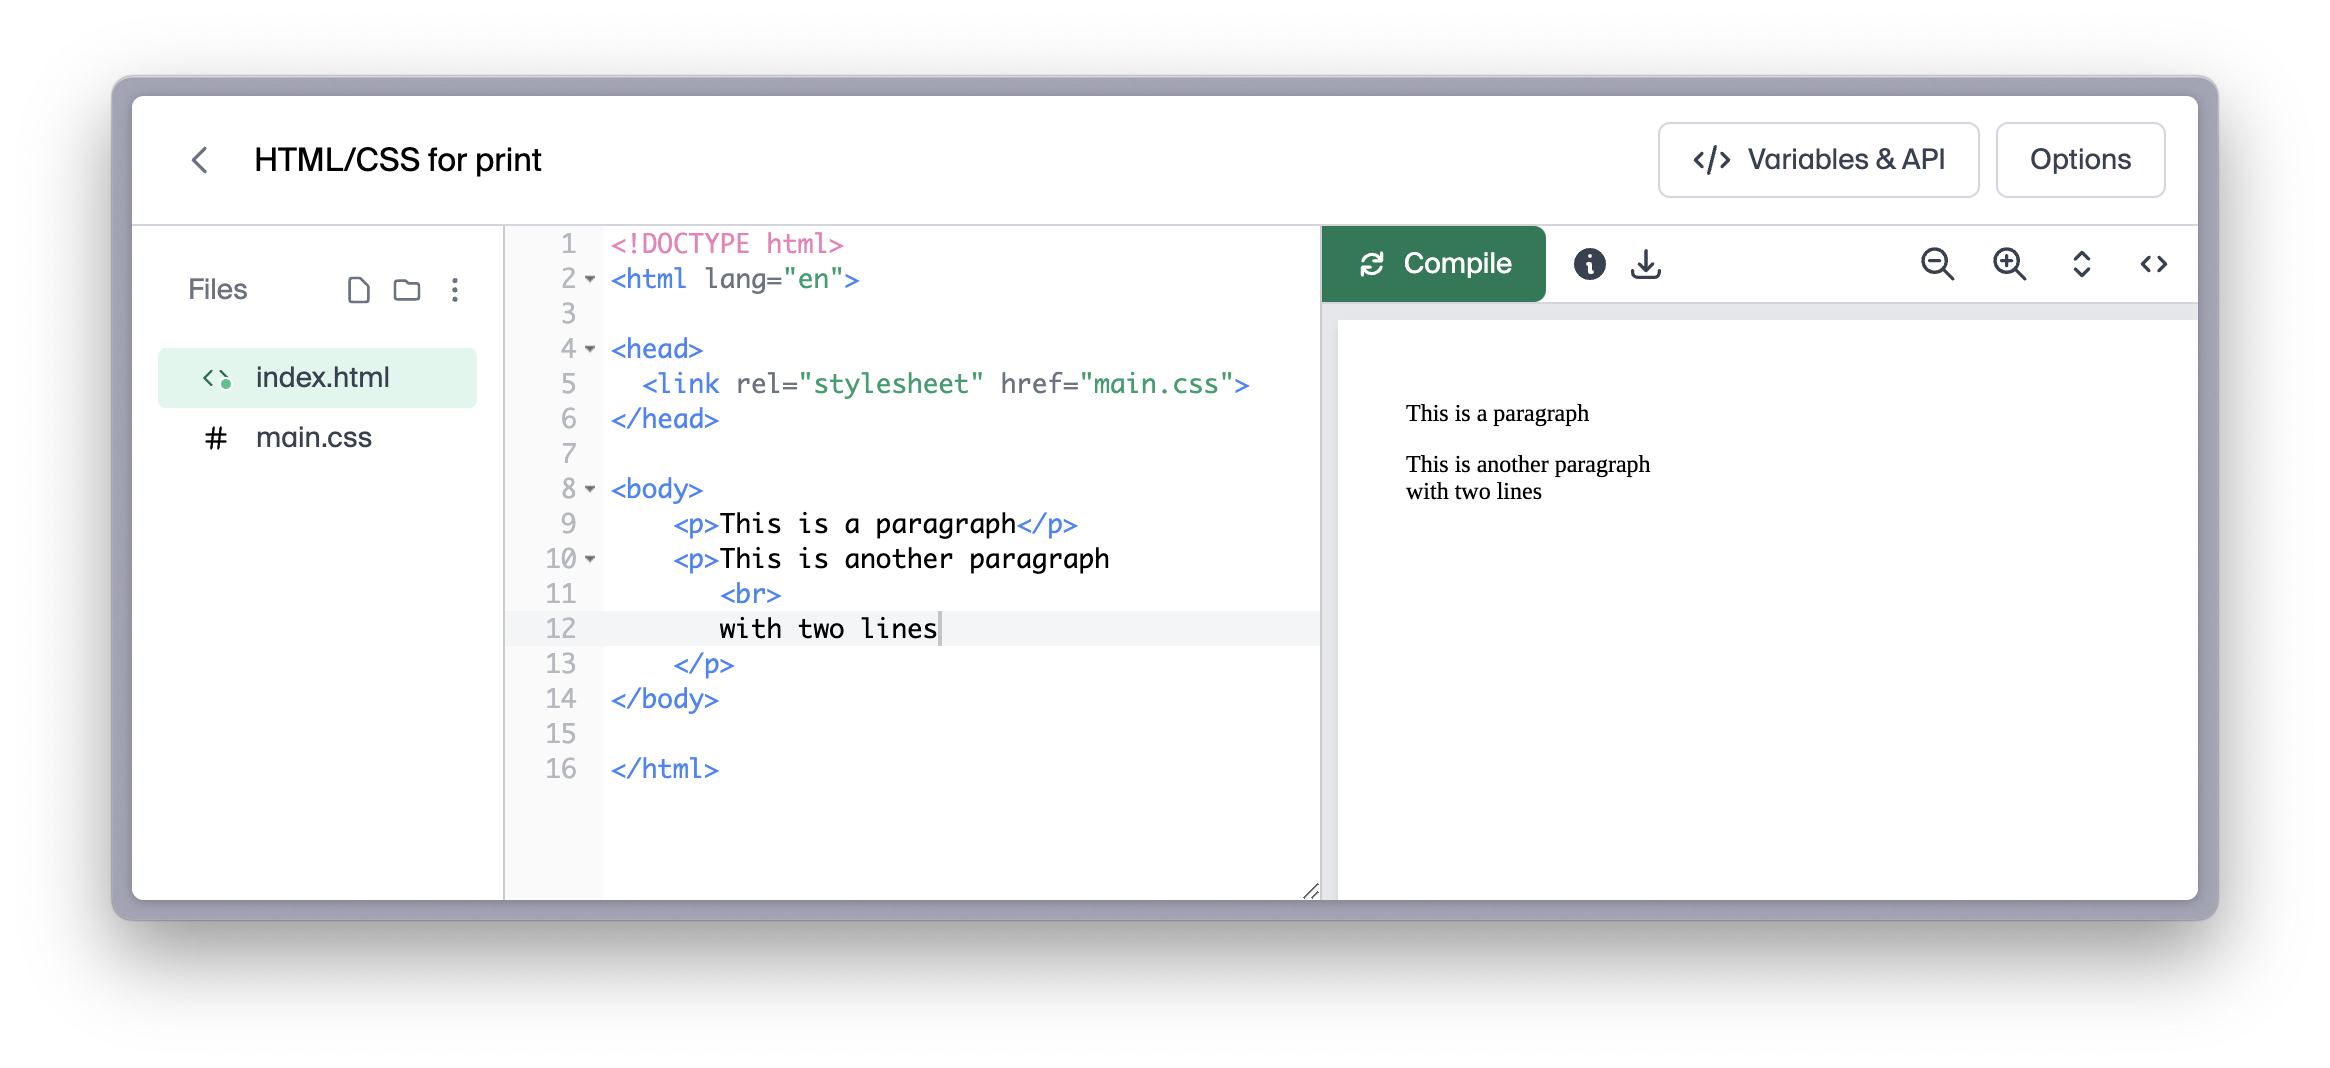 HTML/CSS for print
</> Variables & API
Options
Files
index.html
# main.css
1 <!DOCTYPE html>
2 <html lang="en">
3
4 <head>
5   <link rel="stylesheet" href="main.css">
6 </head>
7
8 <body>
9     <p>This is a paragraph</p>
10     <p>This is another paragraph
11        <br>
12        with two lines
13     </p>
14 </body>
15
16 </html>
Compile
This is a paragraph
This is another paragraph
with two lines